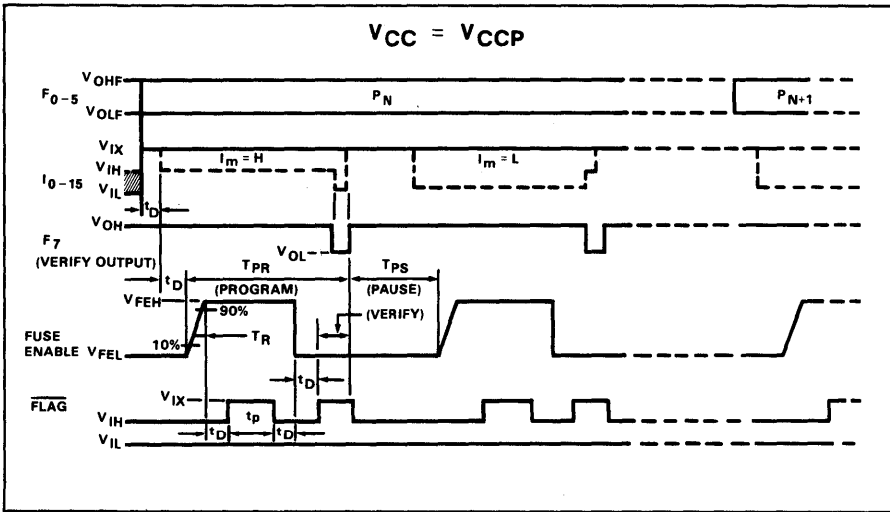 VCC = VCCP
VOHF
F0-5
PN
PN+1
VOLF
VIX
Im = H
Im = L
VIH
I0-15
VIL
tD
VOH
F7
(VERIFY OUTPUT)
VOL
tD
TPR
(PROGRAM)
TPS
(PAUSE)
VFEH
90%
(VERIFY)
FUSE
ENABLE
10%
TR
VFEL
tD
VIX
FLAG
tp
VIH
tD
tD
VIL